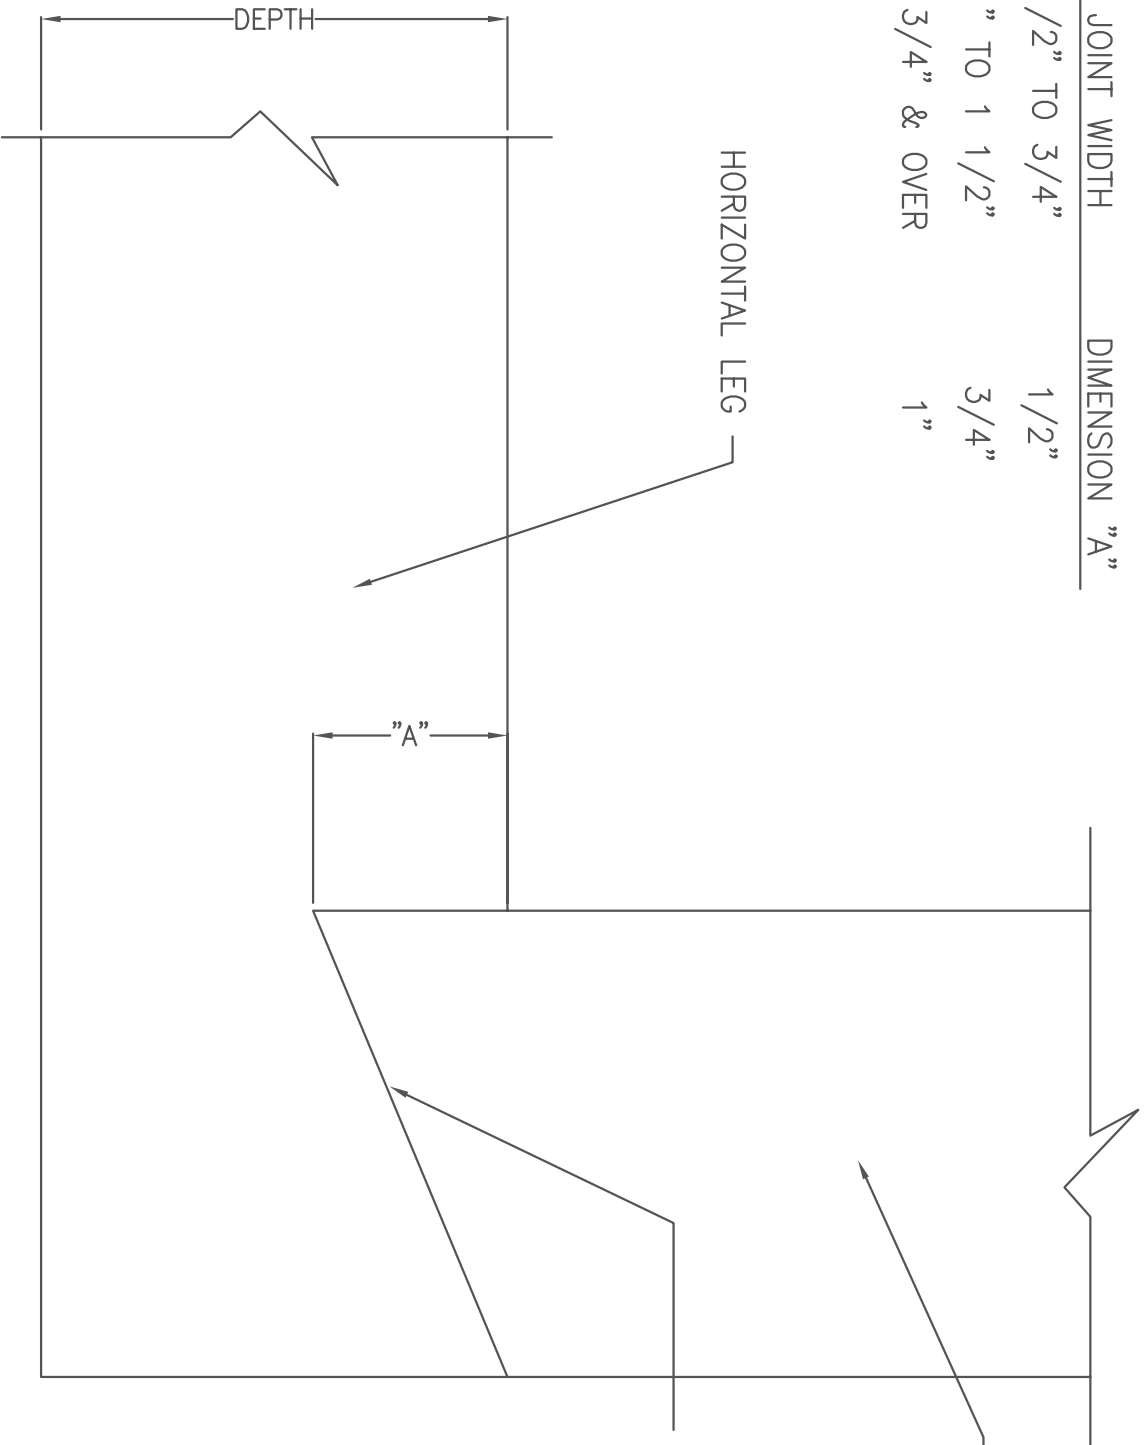 JOINT WIDTH DIMENSION "A"
/2" TO 3/4" 1/2"
" TO 1 1/2" 3/4"
3/4" & OVER 1"
HORIZONTAL LEG
DEPTH
"A"